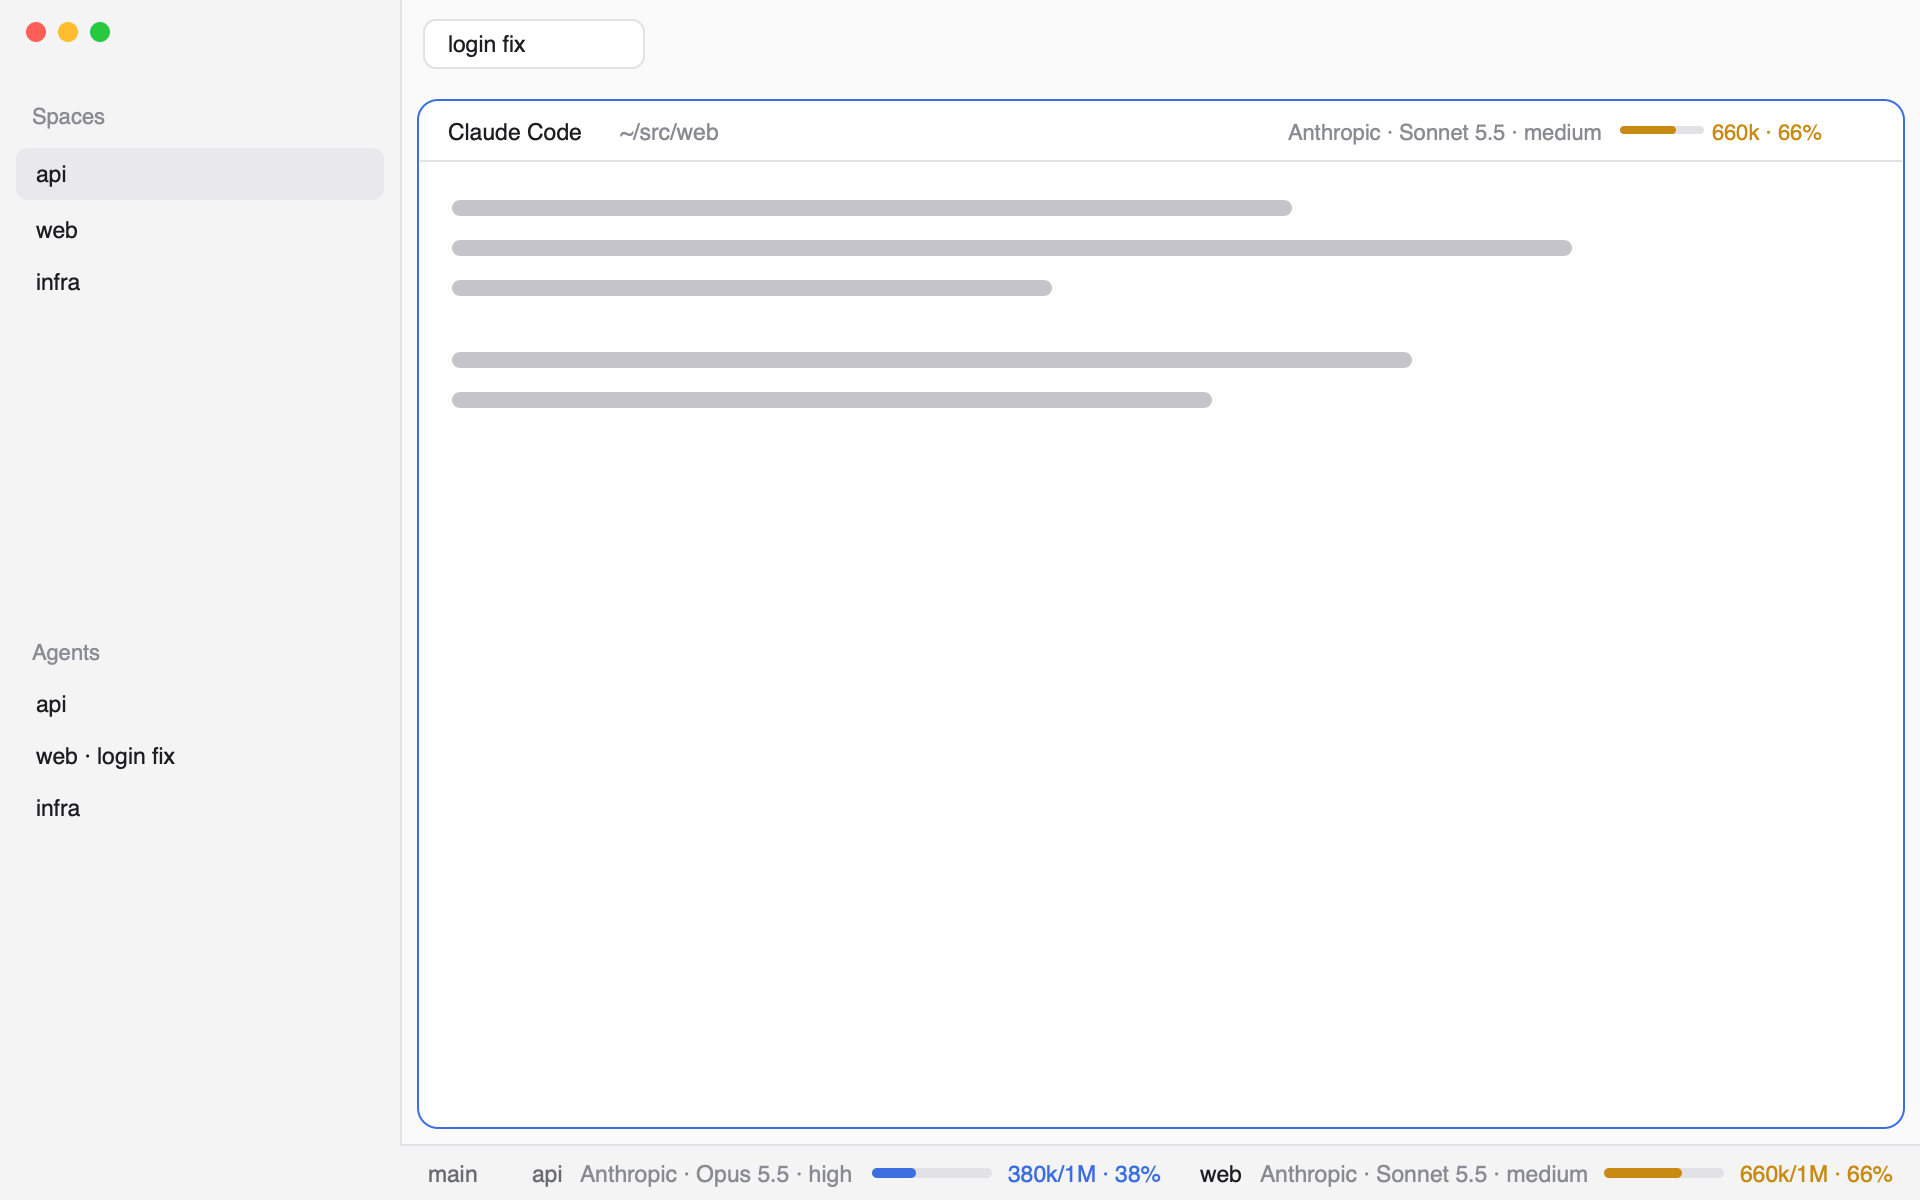 Spaces
api
web
infra
Agents
api
web · login fix
infra
login fix
Claude Code ~/src/web Anthropic · Sonnet 5.5 · medium 660k · 66%
main api Anthropic · Opus 5.5 · high 380k/1M · 38% web Anthropic · Sonnet 5.5 · medium 660k/1M · 66%